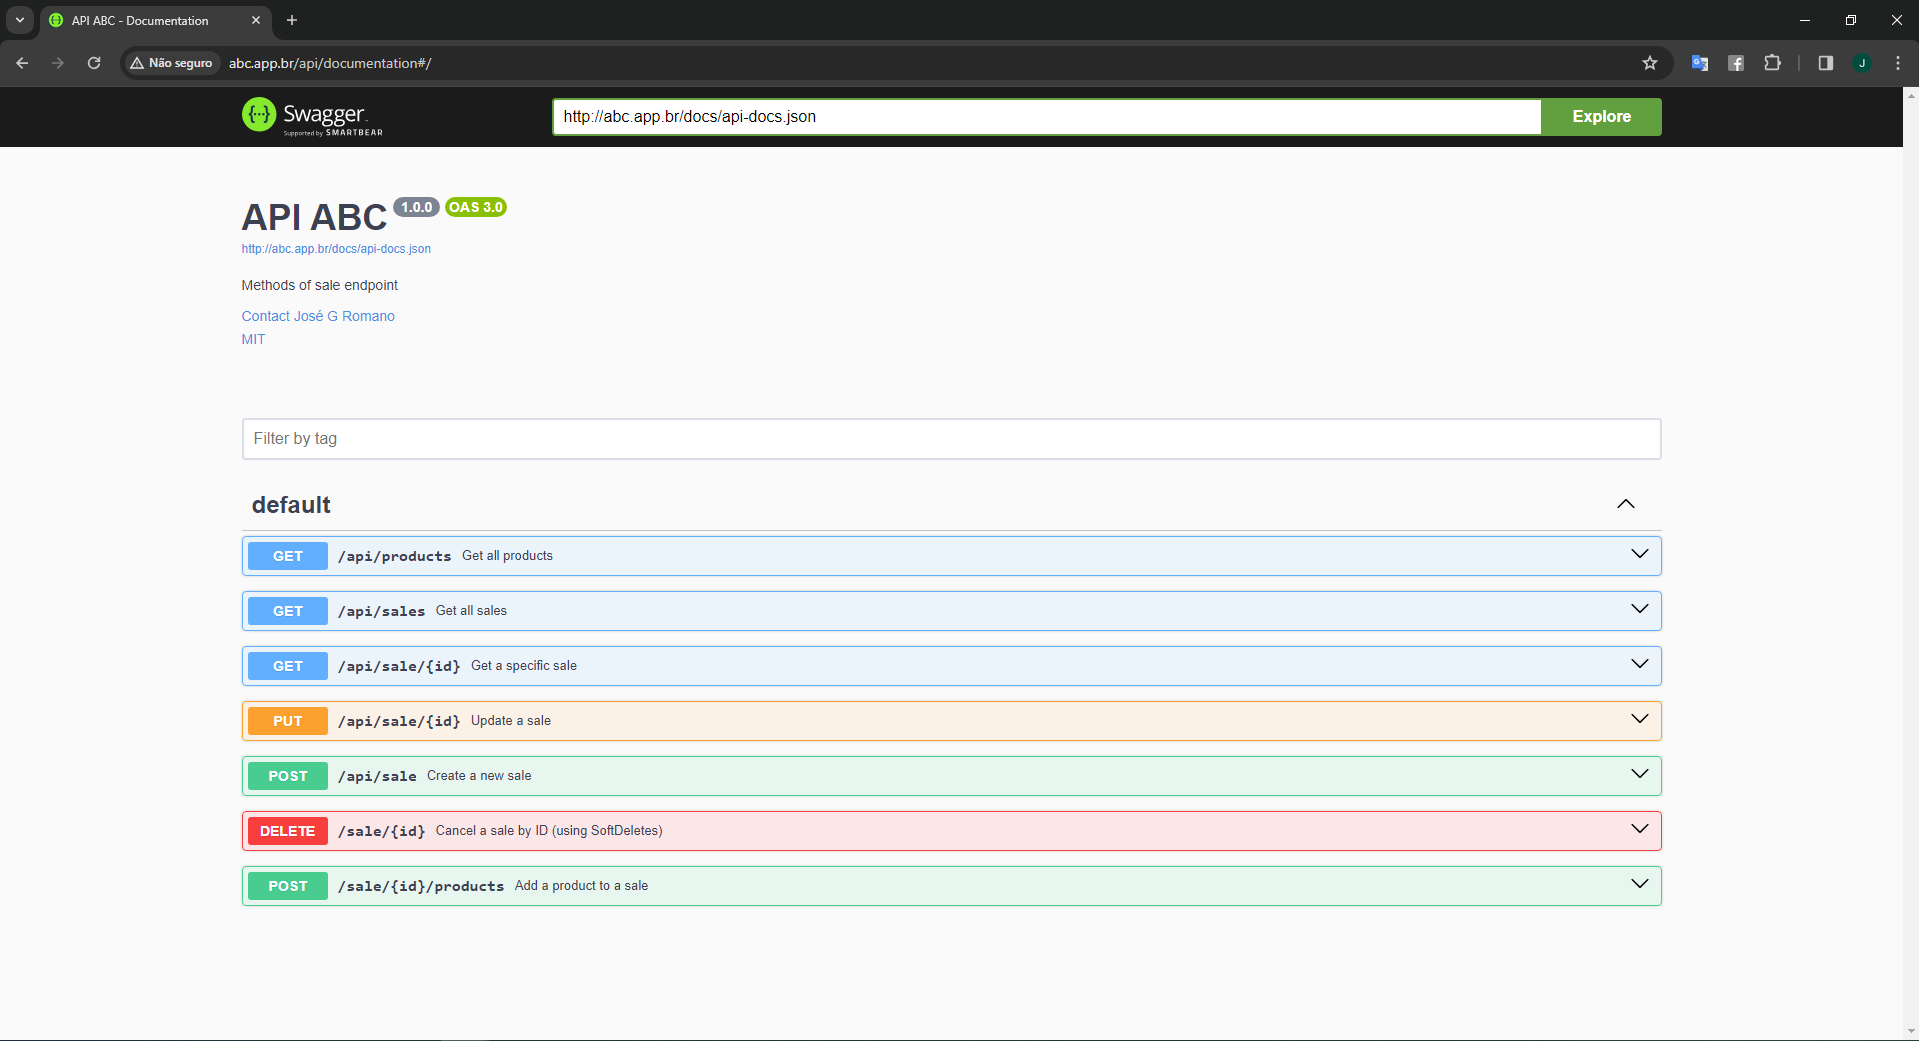 API ABC - Documentation
Não seguro abc.app.br/api/documentation#/
J
Swagger
Supported by SMARTBEAR
http://abc.app.br/docs/api-docs.json
Explore
API ABC 1.0.0 OAS 3.0
http://abc.app.br/docs/api-docs.json
Methods of sale endpoint
Contact José G Romano
MIT
Filter by tag
default
GET /api/products Get all products
GET /api/sales Get all sales
GET /api/sale/{id} Get a specific sale
PUT /api/sale/{id} Update a sale
POST /api/sale Create a new sale
DELETE /sale/{id} Cancel a sale by ID (using SoftDeletes)
POST /sale/{id}/products Add a product to a sale